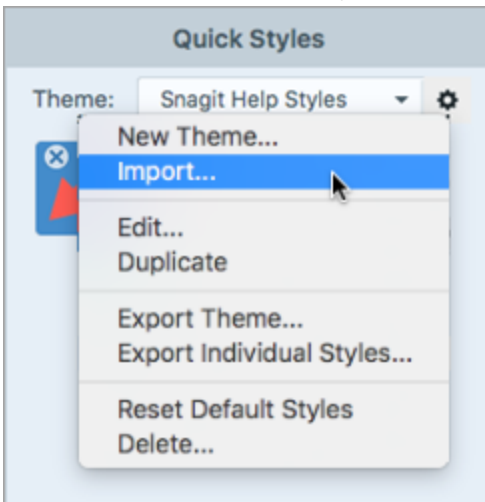 Quick Styles
Theme: Snagit Help Styles
New Theme...
Import...
Edit...
Duplicate
Export Theme...
Export Individual Styles...
Reset Default Styles
Delete...